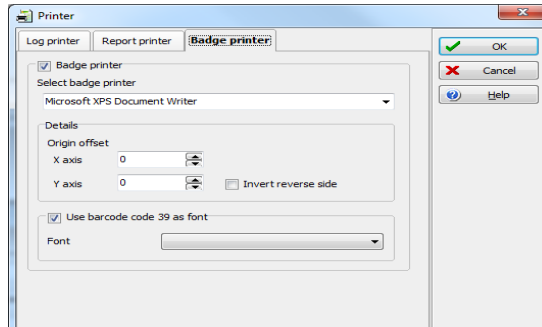 Printer
Log printer Report printer Badge printer
OK
Cancel
Help
Badge printer
Select badge printer
Microsoft XPS Document Writer
Details
Origin offset
X axis 0
Y axis 0 Invert reverse side
Use barcode code 39 as font
Font